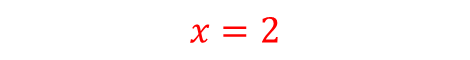 𝑥 = 2